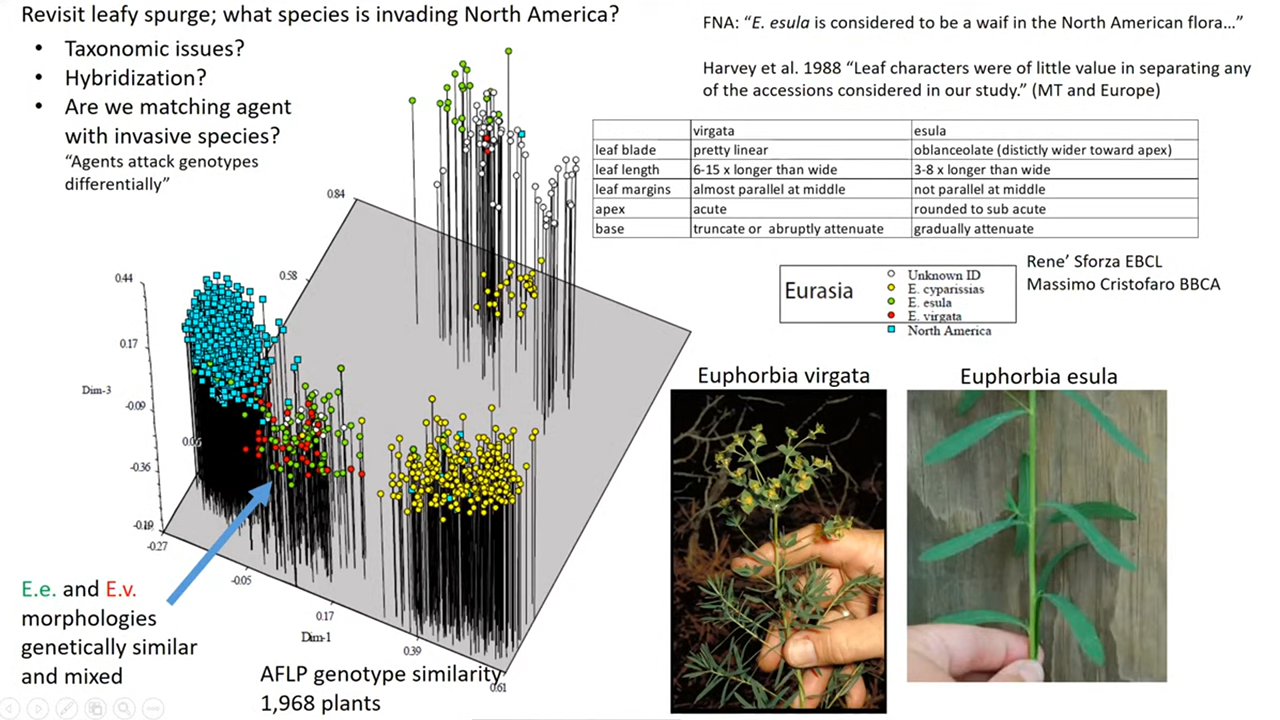 Revisit leafy spurge; what species is invading North America?
• Taxonomic issues?
• Hybridization?
• Are we matching agent
with invasive species?
“Agents attack genotypes
differentially”
FNA: “E. esula is considered to be a waif in the North American flora…”
Harvey et al. 1988 “Leaf characters were of little value in separating any
of the accessions considered in our study.” (MT and Europe)
virgata esula
leaf blade pretty linear oblanceolate (distictly wider toward apex)
leaf length 6-15 x longer than wide 3-8 x longer than wide
leaf margins almost parallel at middle not parallel at middle
apex acute rounded to sub acute
base truncate or abruptly attenuate gradually attenuate
Eurasia
Unknown ID
E. cyparissias
E. esula
E. virgata
North America
Rene’ Sforza EBCL
Massimo Cristofaro BBCA
0.84
0.58
0.44
0.17
Dim-3
-0.09
-0.36
-0.27
-0.05
0.17
Dim-1
0.39
0.61
E.e. and E.v.
morphologies
genetically similar
and mixed
AFLP genotype similarity
1,968 plants
Euphorbia virgata
Euphorbia esula